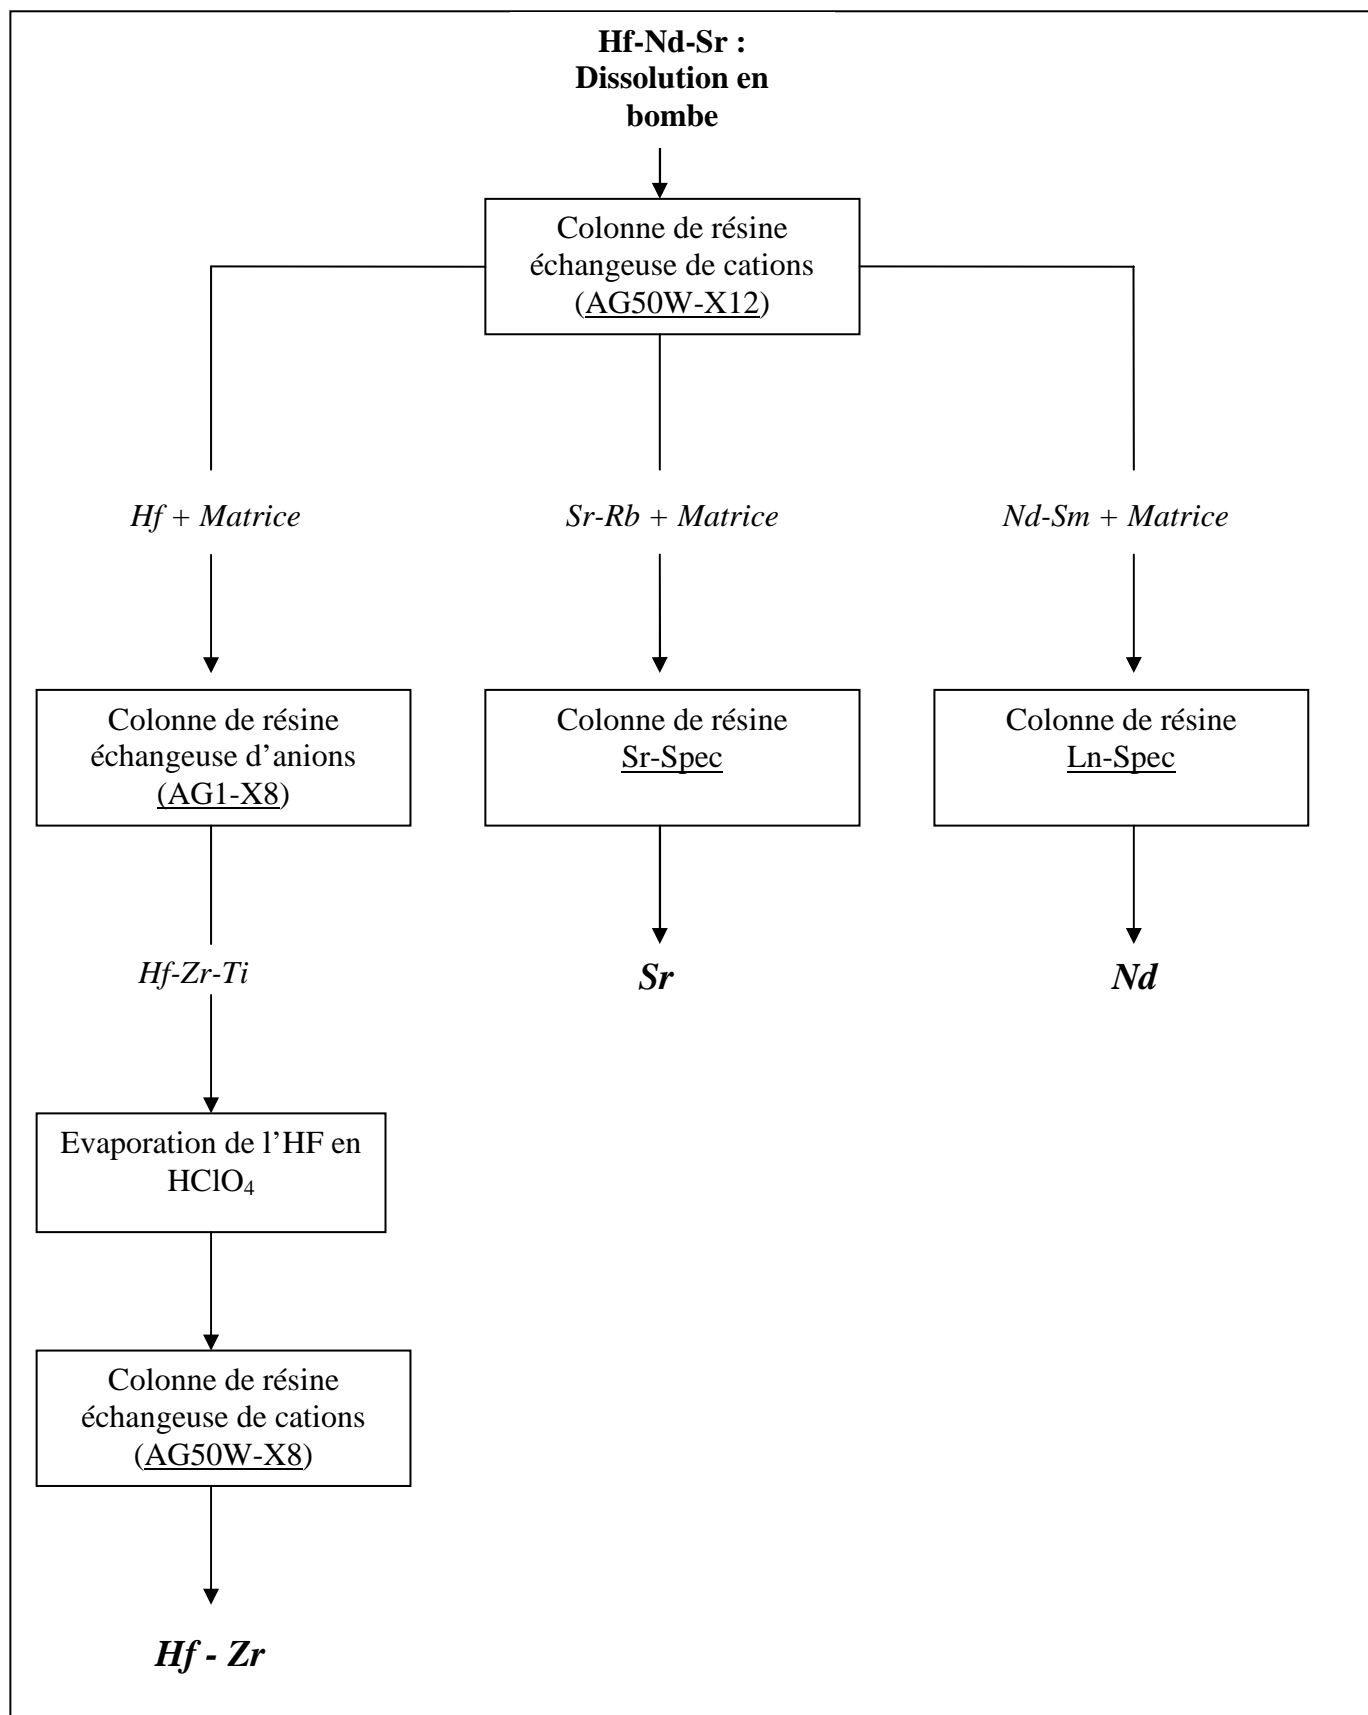 Hf-Nd-Sr :
Dissolution en
bombe
Colonne de résine
échangeuse de cations
(AG50W-X12)
Hf + Matrice
Sr-Rb + Matrice
Nd-Sm + Matrice
Colonne de résine
échangeuse d’anions
(AG1-X8)
Colonne de résine
Sr-Spec
Colonne de résine
Ln-Spec
Hf-Zr-Ti
Sr
Nd
Evaporation de l’HF en
HClO₄
Colonne de résine
échangeuse de cations
(AG50W-X8)
Hf - Zr